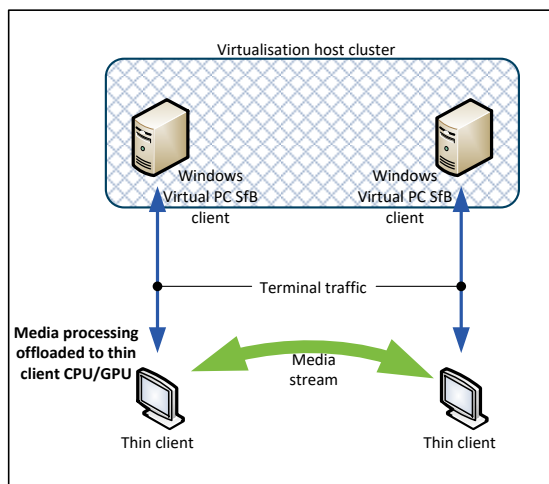 Virtualisation host cluster
Windows
Virtual PC SfB
client
Windows
Virtual PC SfB
client
Terminal traffic
Media processing
offloaded to thin
client CPU/GPU
Media
stream
Thin client
Thin client